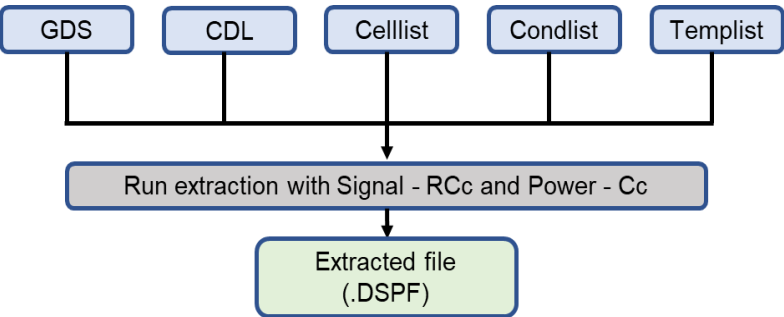 GDS
CDL
Celllist
Condlist
Templist
Run extraction with Signal - RCc and Power - Cc
Extracted file
(.DSPF)